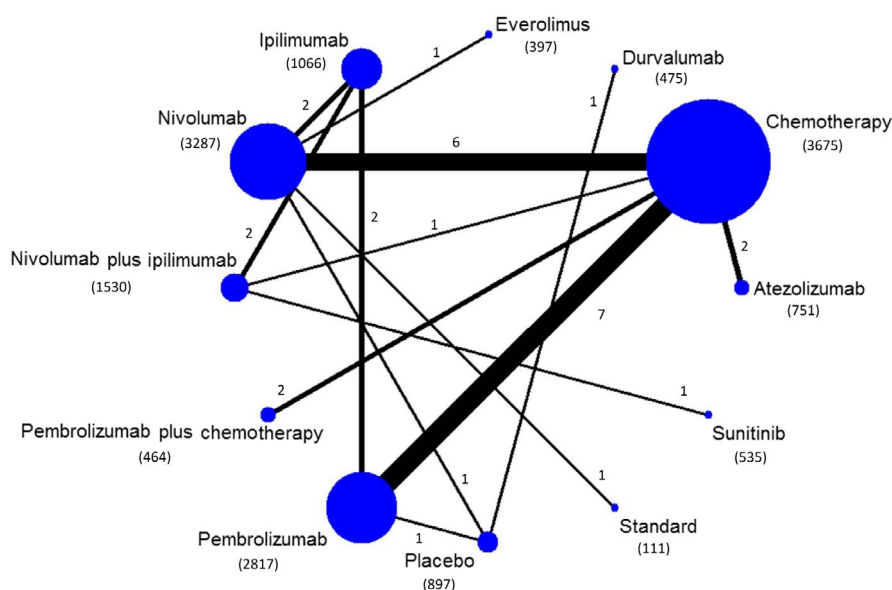 Everolimus
(397)
Ipilimumab
(1066)
1
Durvalumab
(475)
1
2
Nivolumab
(3287)
Chemotherapy
(3675)
6
2
2
1
Nivolumab plus ipilimumab
(1530)
2
Atezolizumab
(751)
7
2
1
Pembrolizumab plus chemotherapy
(464)
Sunitinib
(535)
1
1
Standard
(111)
Pembrolizumab
(2817)
1
Placebo
(897)